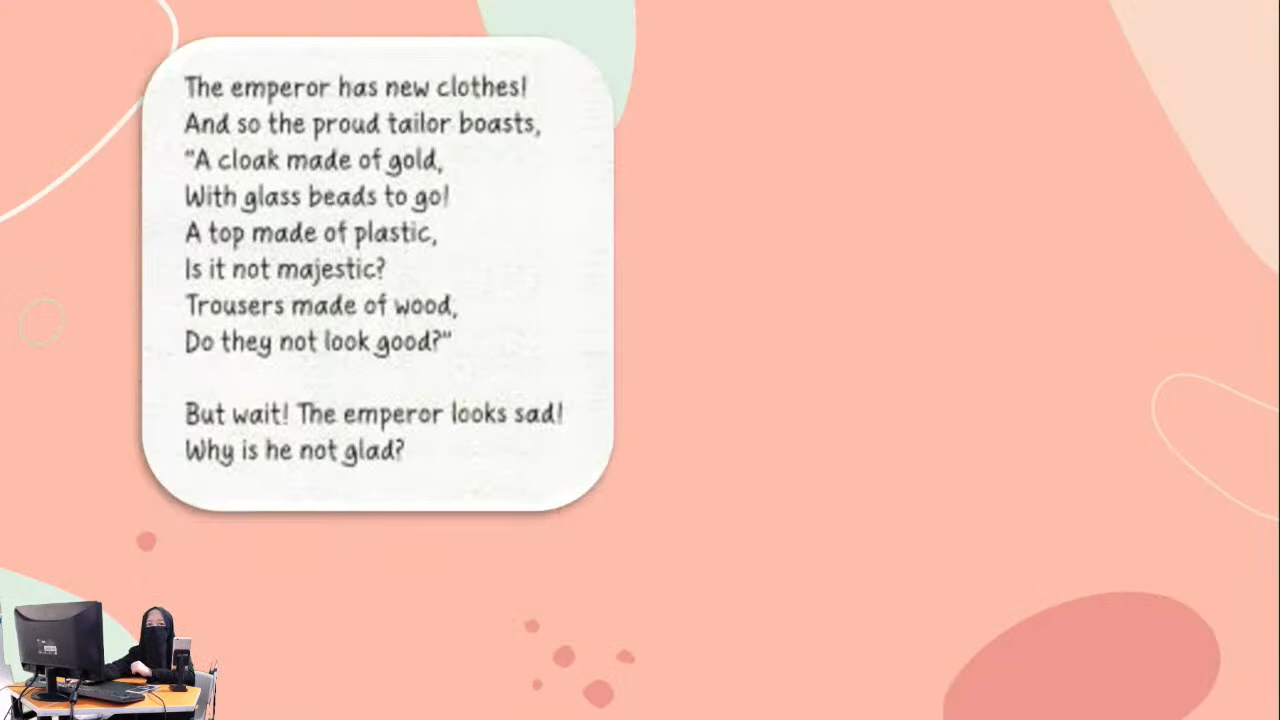 The emperor has new clothes!
And so the proud tailor boasts,
"A cloak made of gold,
With glass beads to go!
A top made of plastic,
Is it not majestic?
Trousers made of wood,
Do they not look good?"
But wait! The emperor looks sad!
Why is he not glad?